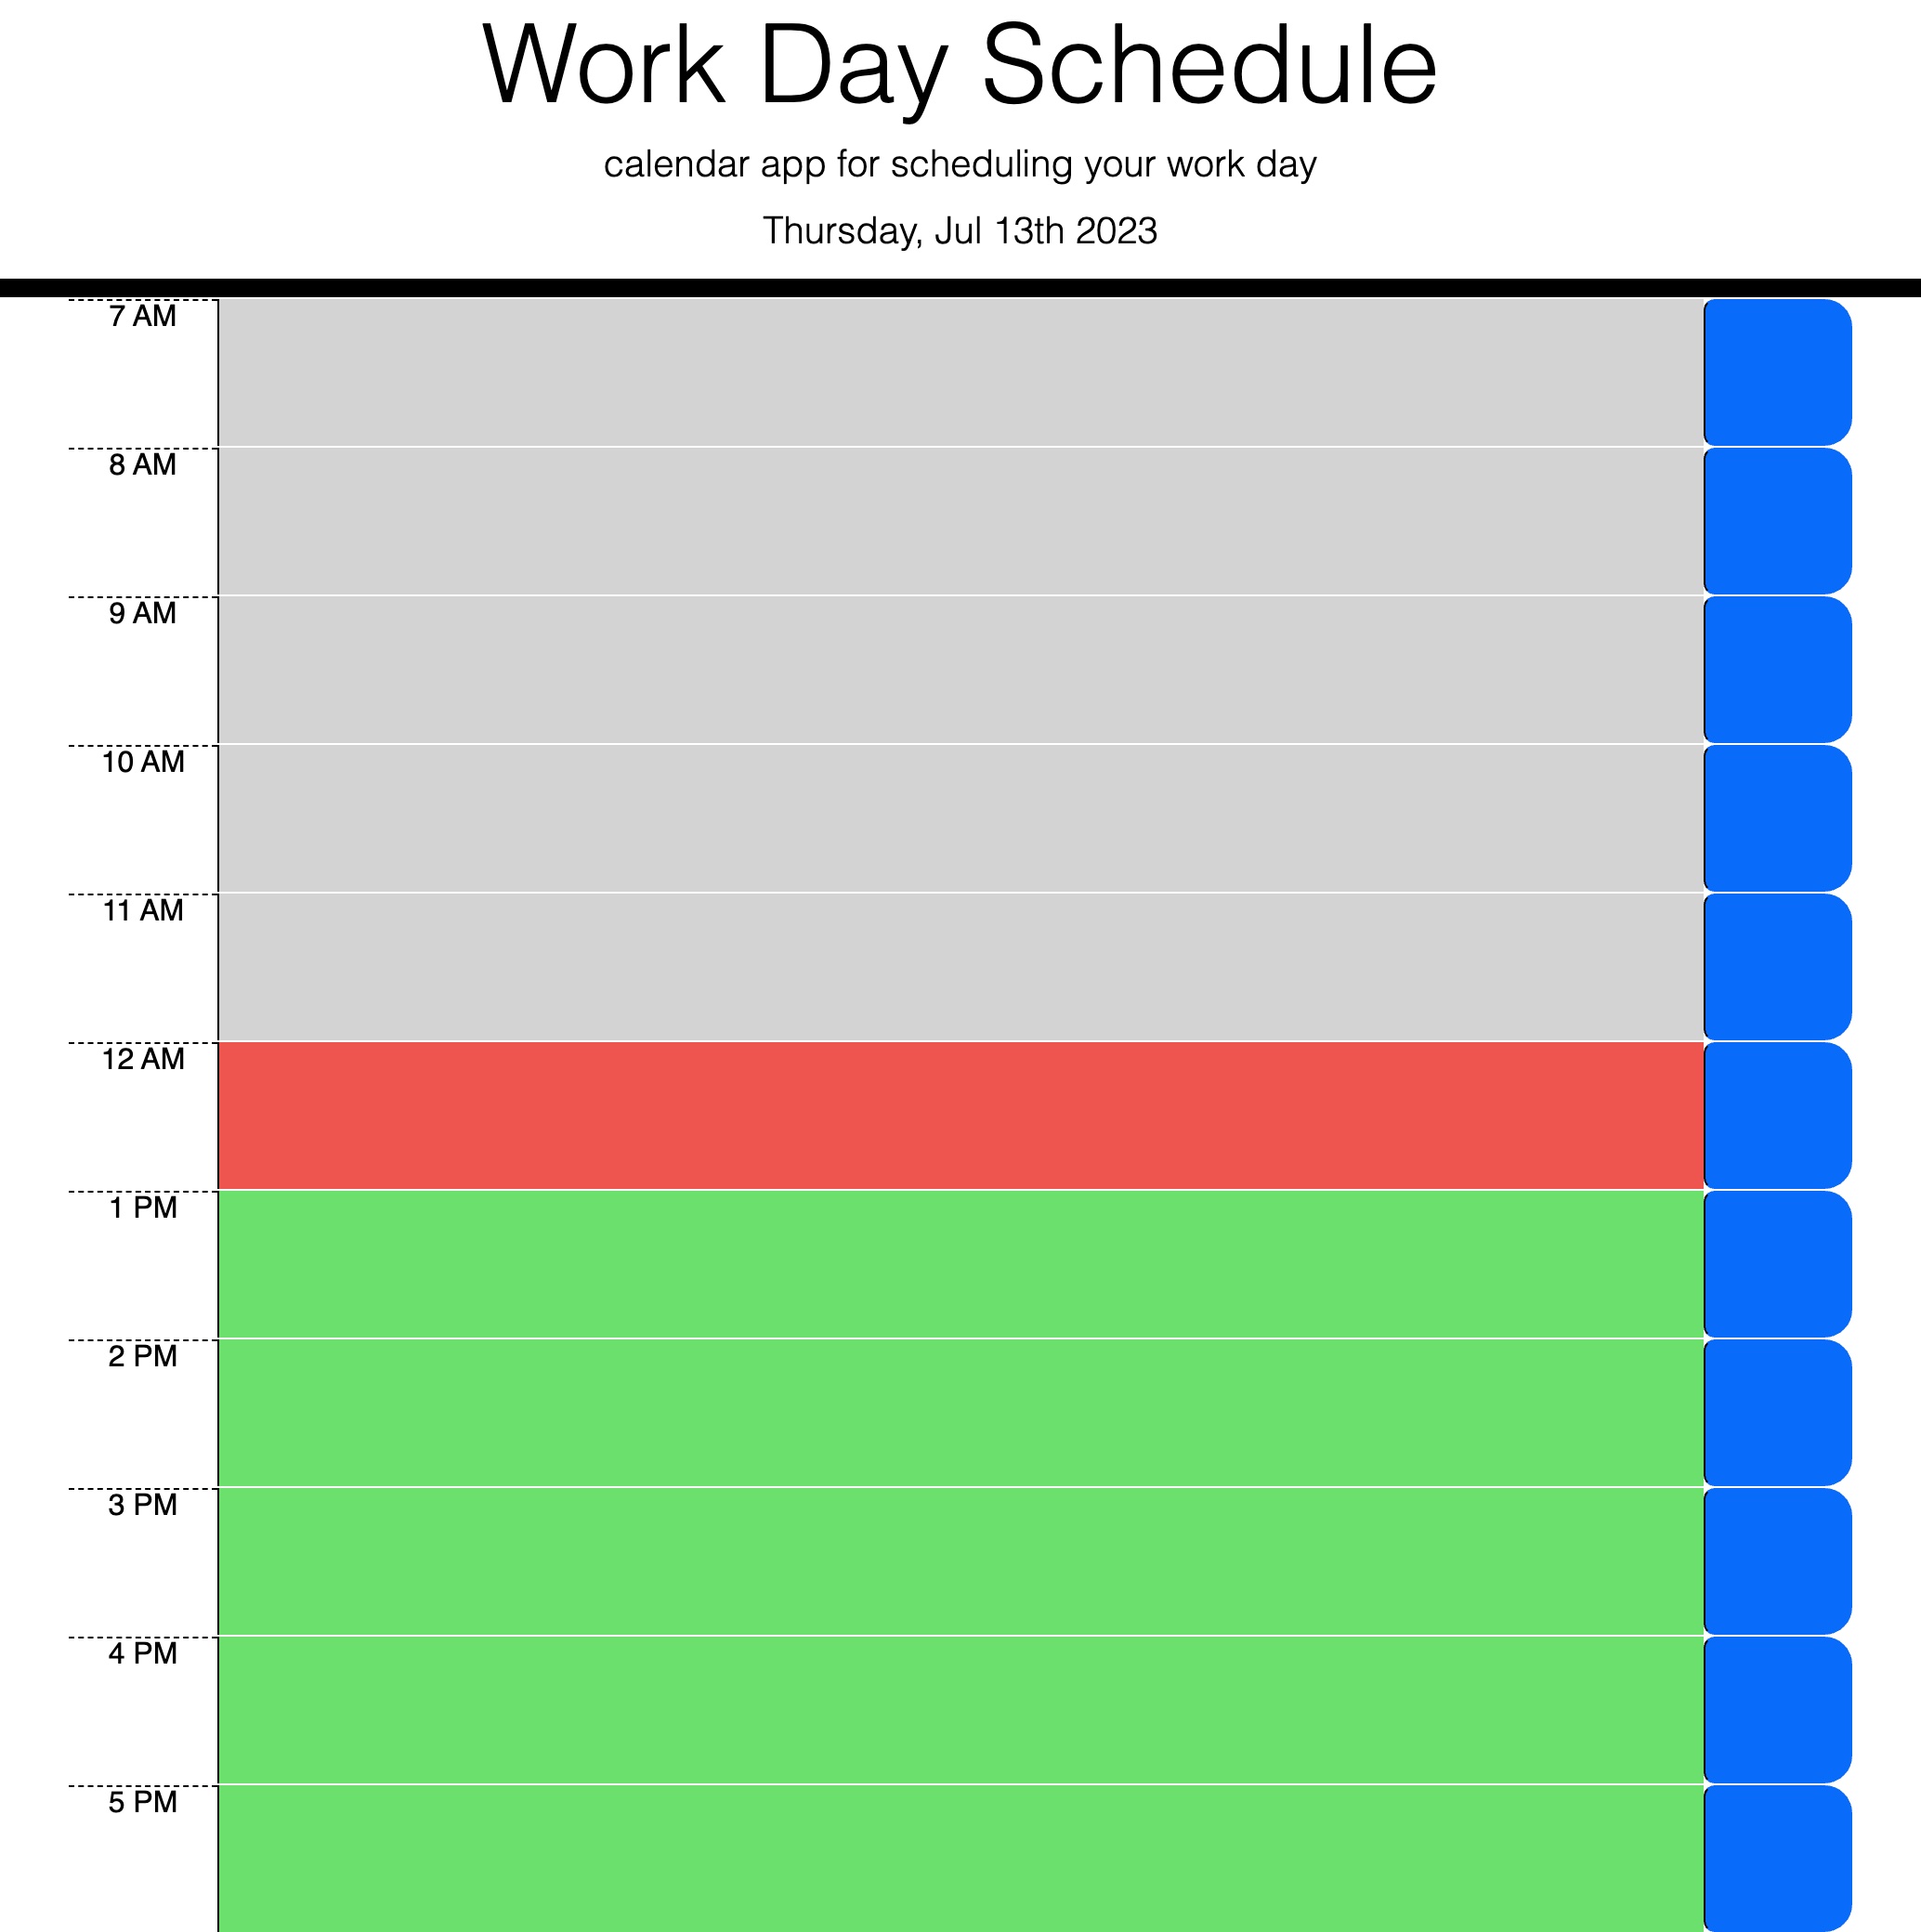 Work Day Schedule
calendar app for scheduling your work day
Thursday, Jul 13th 2023
7 AM
8 AM
9 AM
10 AM
11 AM
12 AM
1 PM
2 PM
3 PM
4 PM
5 PM